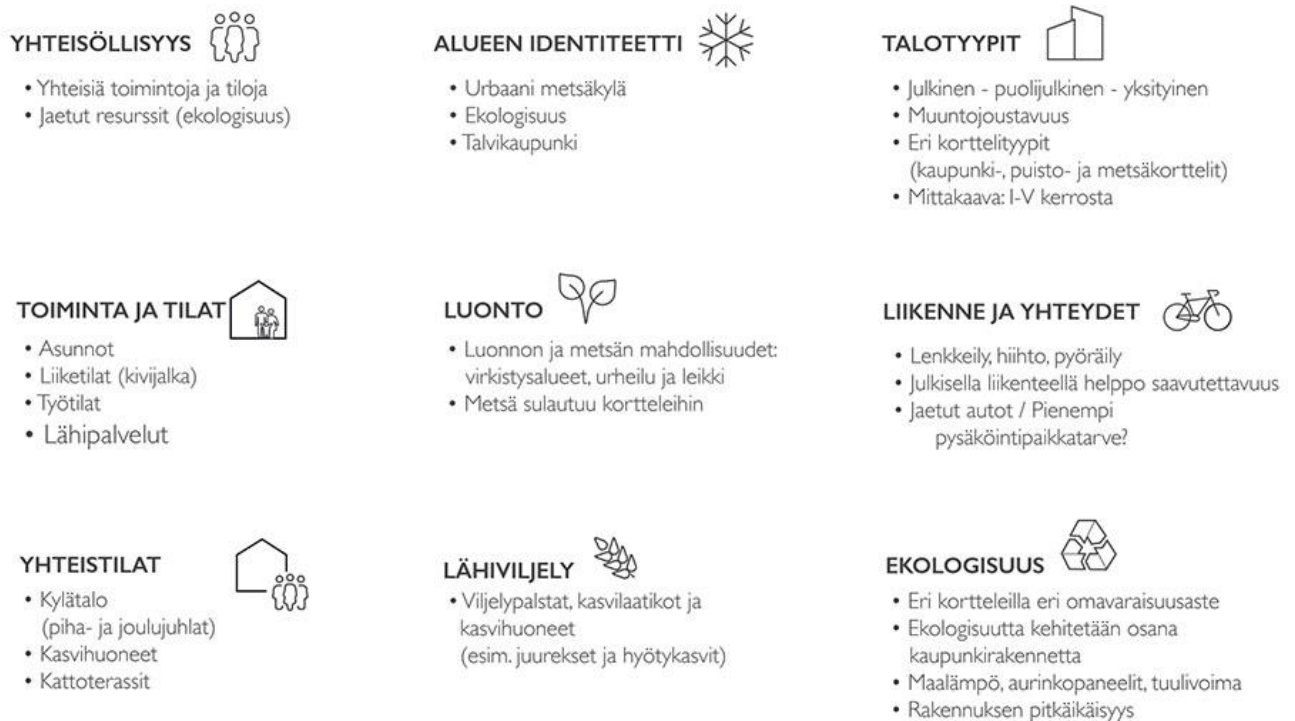 YHTEISÖLLISYYS
• Yhteisiä toimintoja ja tiloja
• Jaetut resurssit (ekologisuus)
ALUEEN IDENTITEETTI
• Urbaani metsäkylä
• Ekologisuus
• Talvikaupunki
TALOTYYPIT
• Julkinen - puolijulkinen - yksityinen
• Muuntojoustavuus
• Eri korttelityypit
(kaupunki-, puisto- ja metsäkorttelit)
• Mittakaava: I-V kerrosta
TOIMINTA JA TILAT
• Asunnot
• Liiketilat (kivijalka)
• Työtilat
• Lähipalvelut
LUONTO
• Luonnon ja metsän mahdollisuudet:
virkistysalueet, urheilu ja leikki
• Metsä sulautuu kortteleihin
LIIKENNE JA YHTEYDET
• Lenkkeily, hiihto, pyöräily
• Julkisella liikenteellä helppo saavutettavuus
• Jaetut autot / Pienempi
pysäköintipaikkatarve?
YHTEISTILAT
• Kylätalo
(piha- ja joulujuhlat)
• Kasvihuoneet
• Kattoterassit
LÄHIVILJELY
• Viljelypalstat, kasvilaatikot ja
kasvihuoneet
(esim. juurekset ja hyötykasvit)
EKOLOGISUUS
• Eri kortteleilla eri omavaraisuusaste
• Ekologisuutta kehitetään osana
kaupunkirakennetta
• Maalämpö, aurinkopaneelit, tuulivoima
• Rakennuksen pitkäikäisyys